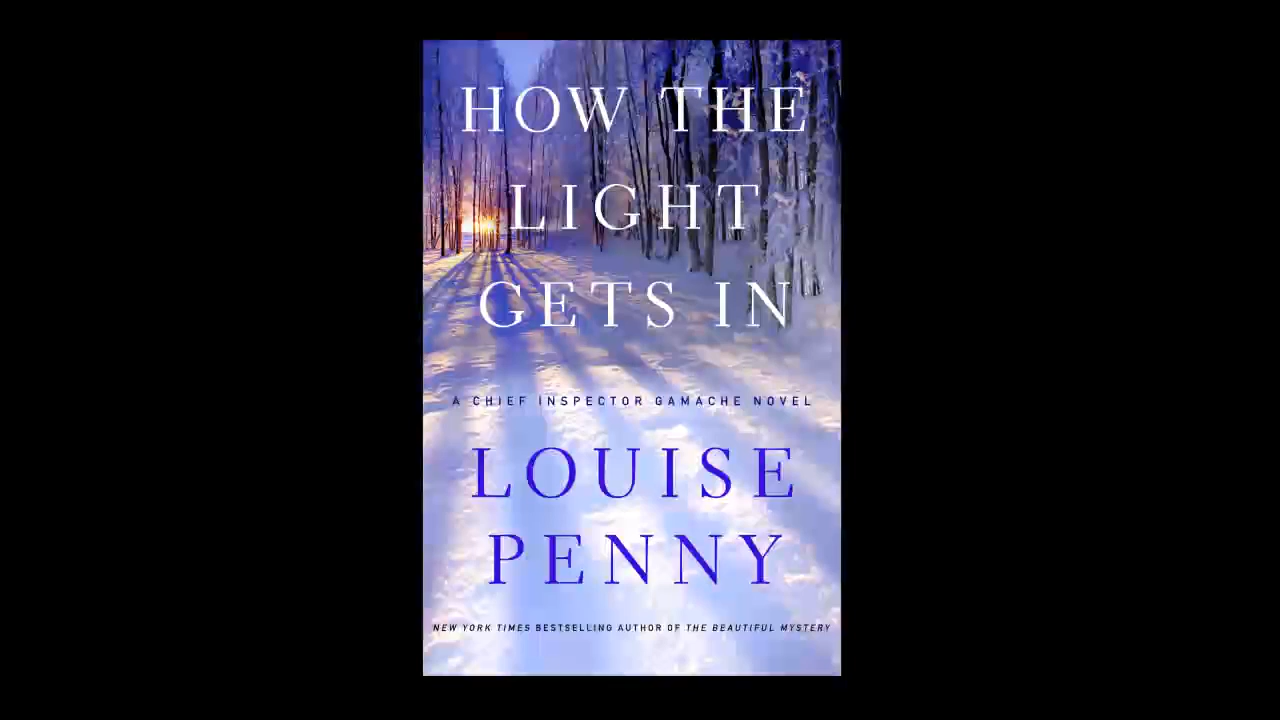 HOW THE
LIGHT
GETS IN
A CHIEF INSPECTOR GAMACHE NOVEL
LOUISE
PENNY
NEW YORK TIMES BESTSELLING AUTHOR OF THE BEAUTIFUL MYSTERY